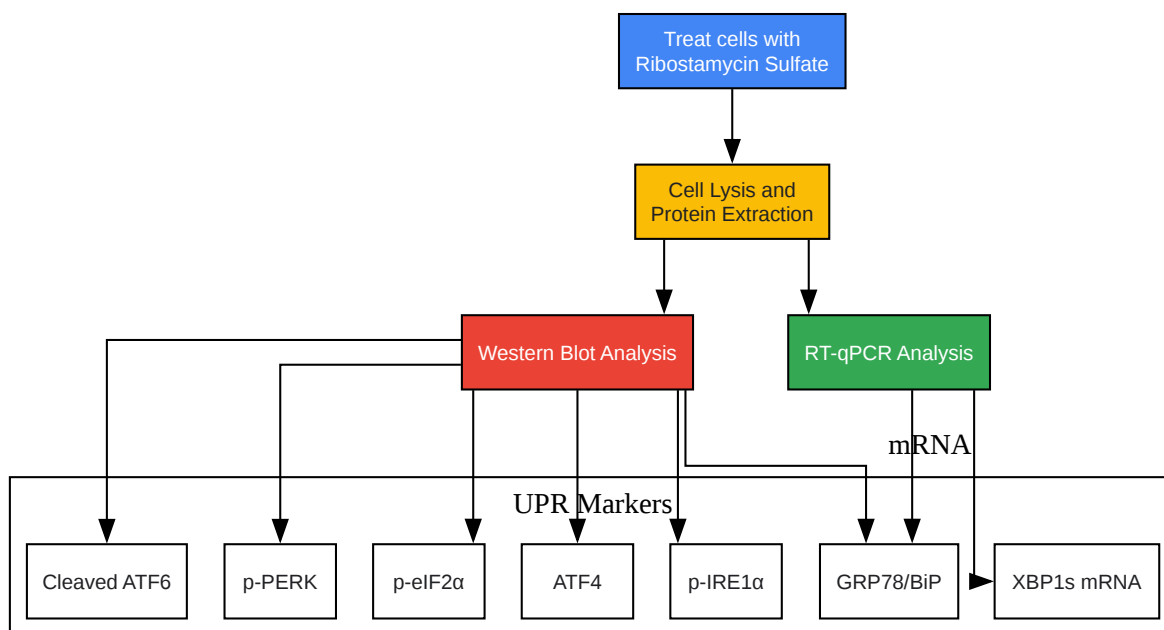 Treat cells with
Ribostamycin Sulfate
Cell Lysis and
Protein Extraction
Western Blot Analysis
RT-qPCR Analysis
mRNA
UPR Markers
Cleaved ATF6
p-PERK
p-eIF2α
ATF4
p-IRE1α
GRP78/BiP
XBP1s mRNA